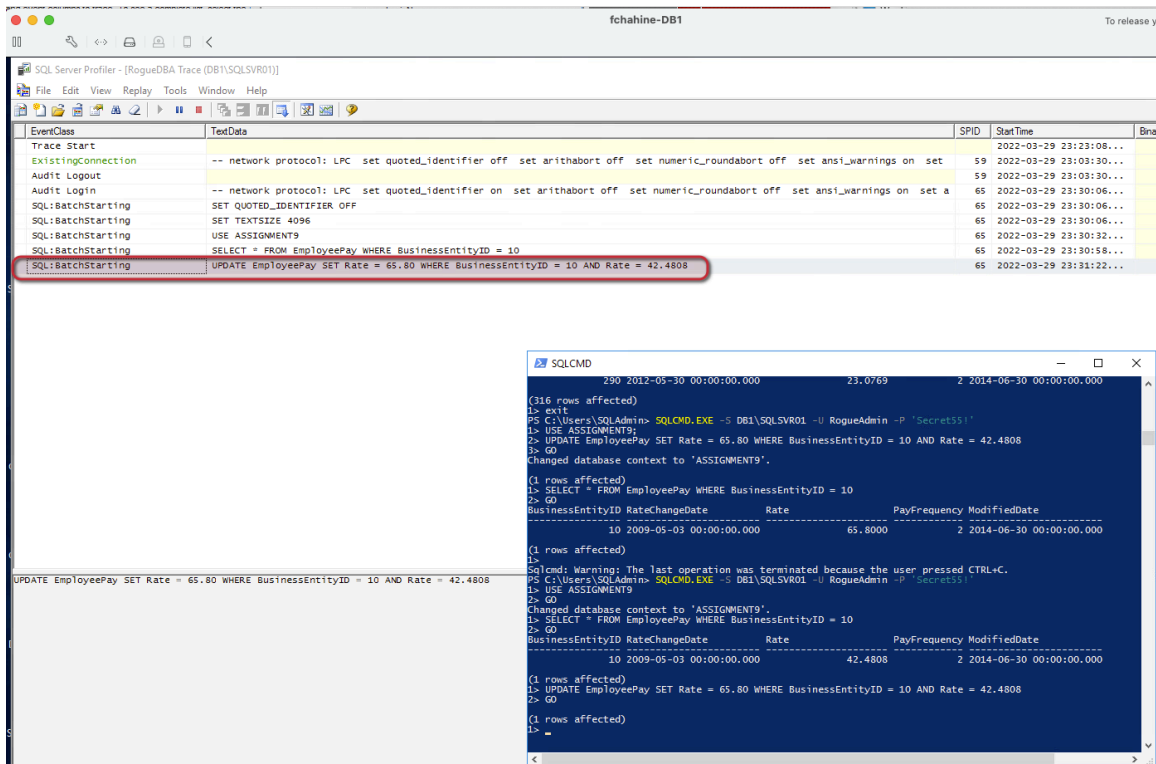 fchahine-DB1
To release y
SQL Server Profiler - [RogueDBA Trace (DB1\SQLSVR01)]
File Edit View Replay Tools Window Help
EventClass TextData SPID StartTime Bina
Trace Start 2022-03-29 23:23:08...
ExistingConnection -- network protocol: LPC set quoted_identifier off set arithabort off set numeric_roundabort off set ansi_warnings on set 59 2022-03-29 23:03:30...
Audit Logout 59 2022-03-29 23:03:30...
Audit Login -- network protocol: LPC set quoted_identifier on set arithabort off set numeric_roundabort off set ansi_warnings on set a 65 2022-03-29 23:30:06...
SQL:BatchStarting SET QUOTED_IDENTIFIER OFF 65 2022-03-29 23:30:06...
SQL:BatchStarting SET TEXTSIZE 4096 65 2022-03-29 23:30:06...
SQL:BatchStarting USE ASSIGNMENT9 65 2022-03-29 23:30:32...
SQL:BatchStarting SELECT * FROM EmployeePay WHERE BusinessEntityID = 10 65 2022-03-29 23:30:58...
SQL:BatchStarting UPDATE EmployeePay SET Rate = 65.80 WHERE BusinessEntityID = 10 AND Rate = 42.4808 65 2022-03-29 23:31:22...
UPDATE EmployeePay SET Rate = 65.80 WHERE BusinessEntityID = 10 AND Rate = 42.4808
SQLCMD
290 2012-05-30 00:00:00.000 23.0769 2 2014-06-30 00:00:00.000
(316 rows affected)
1> exit
PS C:\Users\SQLAdmin> SQLCMD.EXE -S DB1\SQLSVR01 -U RogueAdmin -P 'Secret55!'
1> USE ASSIGNMENT9;
2> UPDATE EmployeePay SET Rate = 65.80 WHERE BusinessEntityID = 10 AND Rate = 42.4808
3> GO
Changed database context to 'ASSIGNMENT9'.
(1 rows affected)
1> SELECT * FROM EmployeePay WHERE BusinessEntityID = 10
2> GO
BusinessEntityID RateChangeDate Rate PayFrequency ModifiedDate
---------------- ----------------------- --------------------- ------------ -----------------------
10 2009-05-03 00:00:00.000 65.8000 2 2014-06-30 00:00:00.000
(1 rows affected)
1>
Sqlcmd: Warning: The last operation was terminated because the user pressed CTRL+C.
PS C:\Users\SQLAdmin> SQLCMD.EXE -S DB1\SQLSVR01 -U RogueAdmin -P 'Secret55!'
1> USE ASSIGNMENT9
2> GO
Changed database context to 'ASSIGNMENT9'.
1> SELECT * FROM EmployeePay WHERE BusinessEntityID = 10
2> GO
BusinessEntityID RateChangeDate Rate PayFrequency ModifiedDate
---------------- ----------------------- --------------------- ------------ -----------------------
10 2009-05-03 00:00:00.000 42.4808 2 2014-06-30 00:00:00.000
(1 rows affected)
1> UPDATE EmployeePay SET Rate = 65.80 WHERE BusinessEntityID = 10 AND Rate = 42.4808
2> GO
(1 rows affected)
1> _